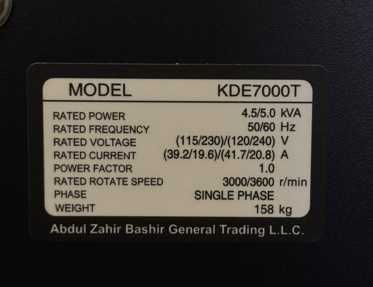 MODEL KDE7000T
RATED POWER 4.5/5.0 kVA
RATED FREQUENCY 50/60 Hz
RATED VOLTAGE (115/230)/(120/240) V
RATED CURRENT (39.2/19.6)/(41.7/20.8) A
POWER FACTOR 1.0
RATED ROTATE SPEED 3000/3600 r/min
PHASE SINGLE PHASE
WEIGHT 158 kg
Abdul Zahir Bashir General Trading L.L.C.